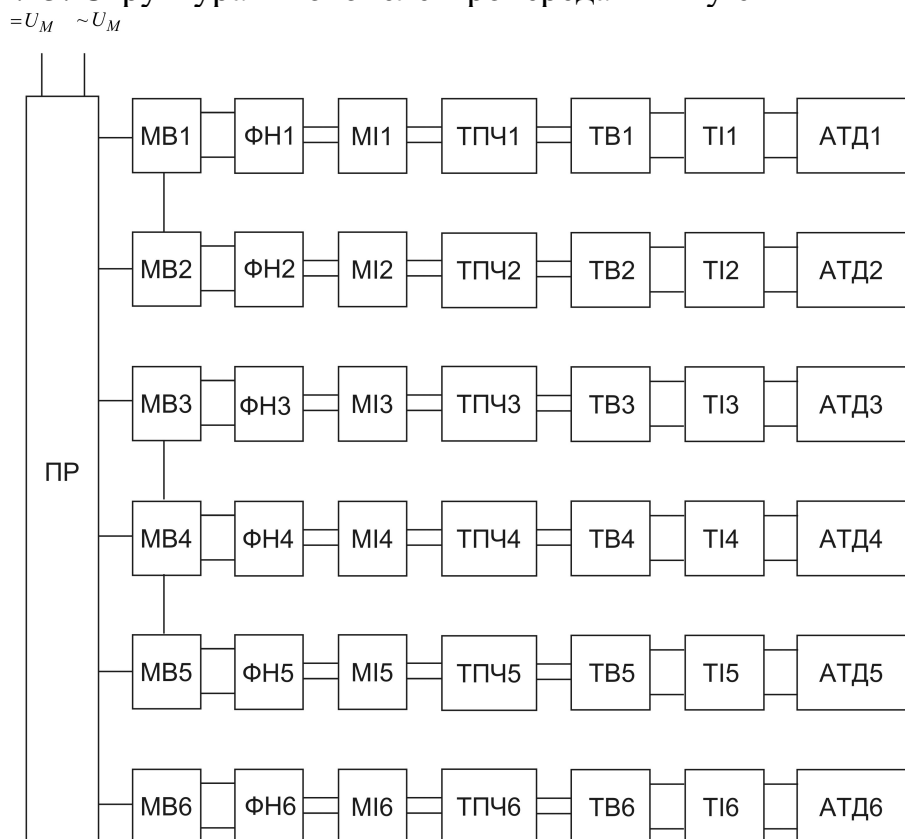 =U_M ~U_M
МВ1 ФН1 МІ1 ТПЧ1 ТВ1 ТІ1 АТД1
МВ2 ФН2 МІ2 ТПЧ2 ТВ2 ТІ2 АТД2
МВ3 ФН3 МІ3 ТПЧ3 ТВ3 ТІ3 АТД3
ПР
МВ4 ФН4 МІ4 ТПЧ4 ТВ4 ТІ4 АТД4
МВ5 ФН5 МІ5 ТПЧ5 ТВ5 ТІ5 АТД5
МВ6 ФН6 МІ6 ТПЧ6 ТВ6 ТІ6 АТД6